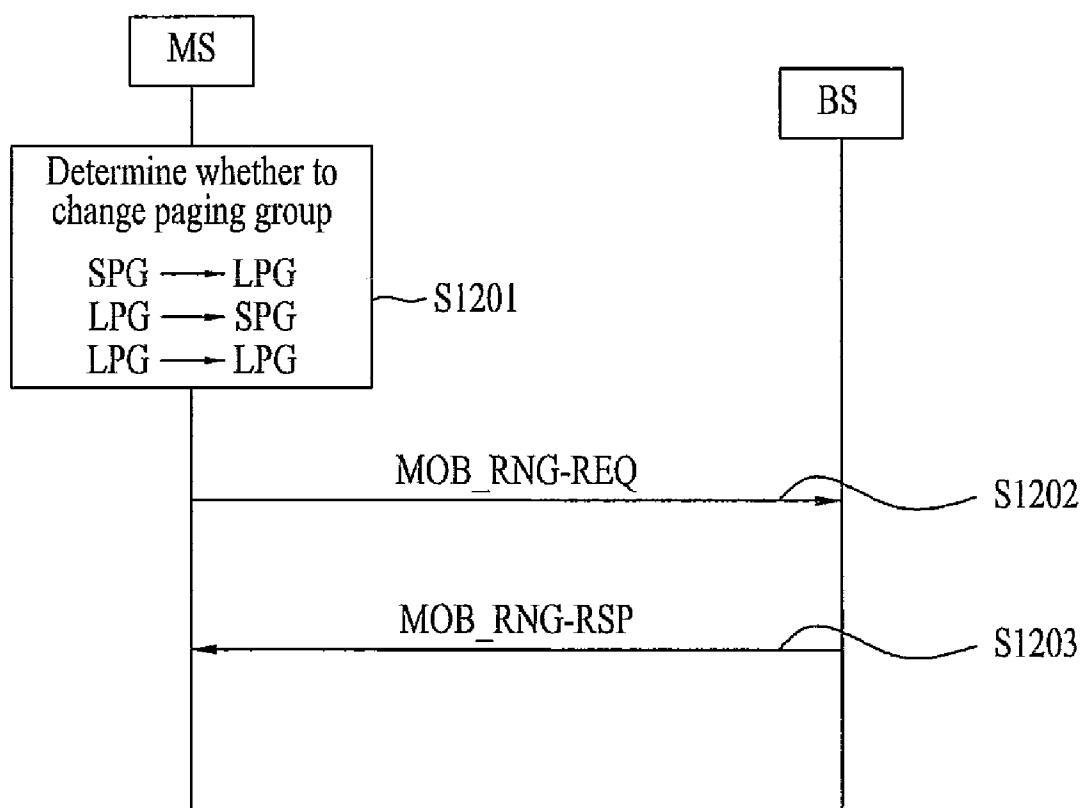 MS
BS
Determine whether to
change paging group
SPG → LPG
LPG → SPG
LPG → LPG
S1201
MOB_RNG-REQ
S1202
MOB_RNG-RSP
S1203